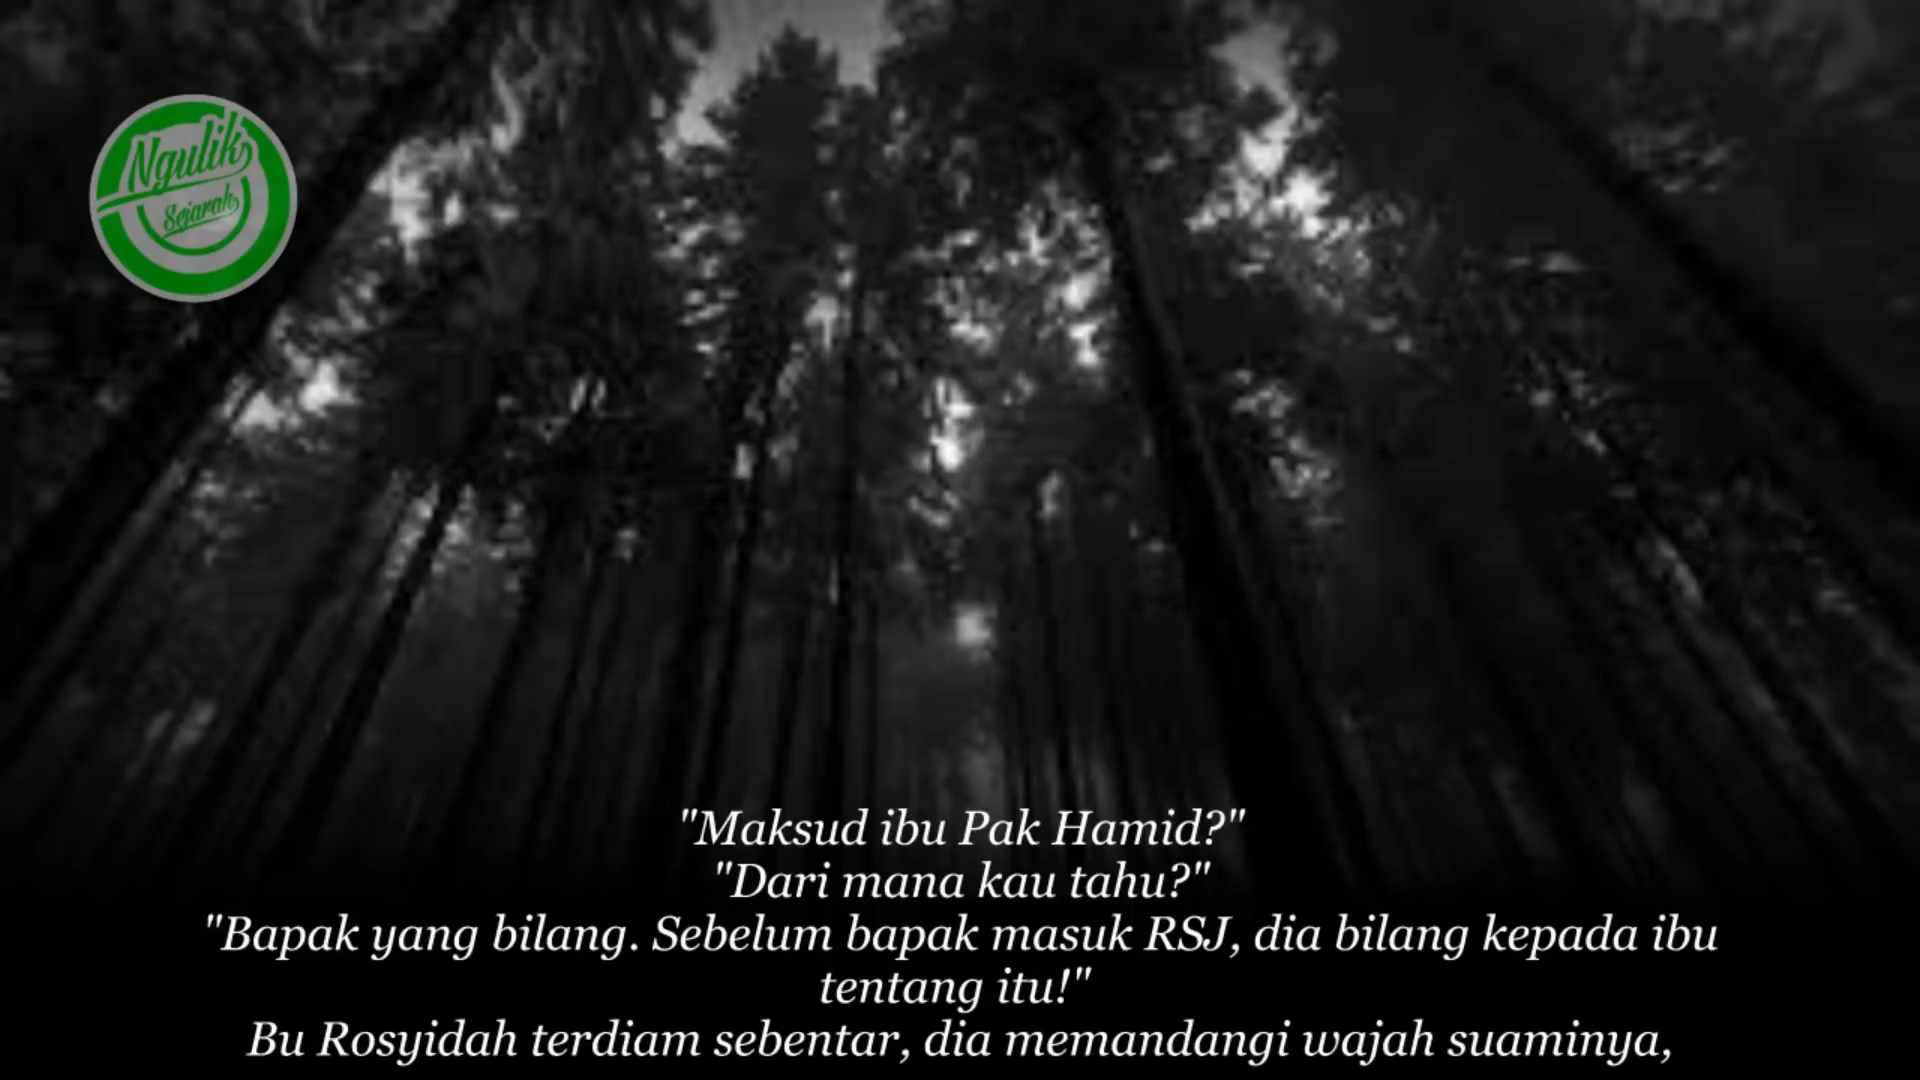 Ngulik
Sejarah
"Maksud ibu Pak Hamid?"
"Dari mana kau tahu?"
"Bapak yang bilang. Sebelum bapak masuk RSJ, dia bilang kepada ibu
tentang itu!"
Bu Rosyidah terdiam sebentar, dia memandangi wajah suaminya,